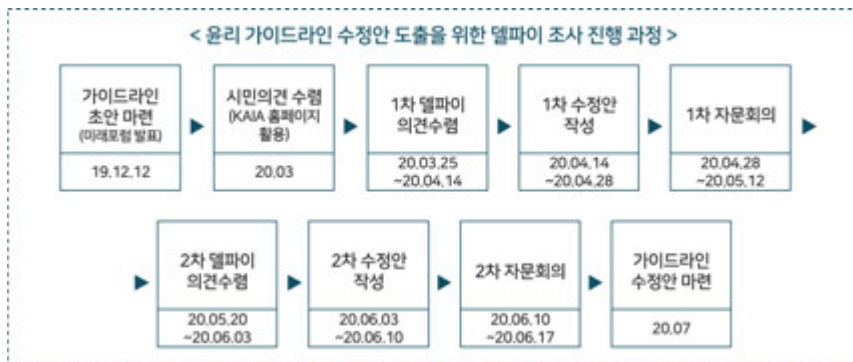 < 윤리 가이드라인 수정안 도출을 위한 델파이 조사 진행 과정 >
가이드라인
초안 마련
(미래포럼 발표)
19.12.12
시민의견 수렴
(KAIA 홈페이지
활용)
20.03
1차 델파이
의견수렴
20.03.25
~20.04.14
1차 수정안
작성
20.04.14
~20.04.28
1차 자문회의
20.04.28
~20.05.12
2차 델파이
의견수렴
20.05.20
~20.06.03
2차 수정안
작성
20.06.03
~20.06.10
2차 자문회의
20.06.10
~20.06.17
가이드라인
수정안 마련
20.07